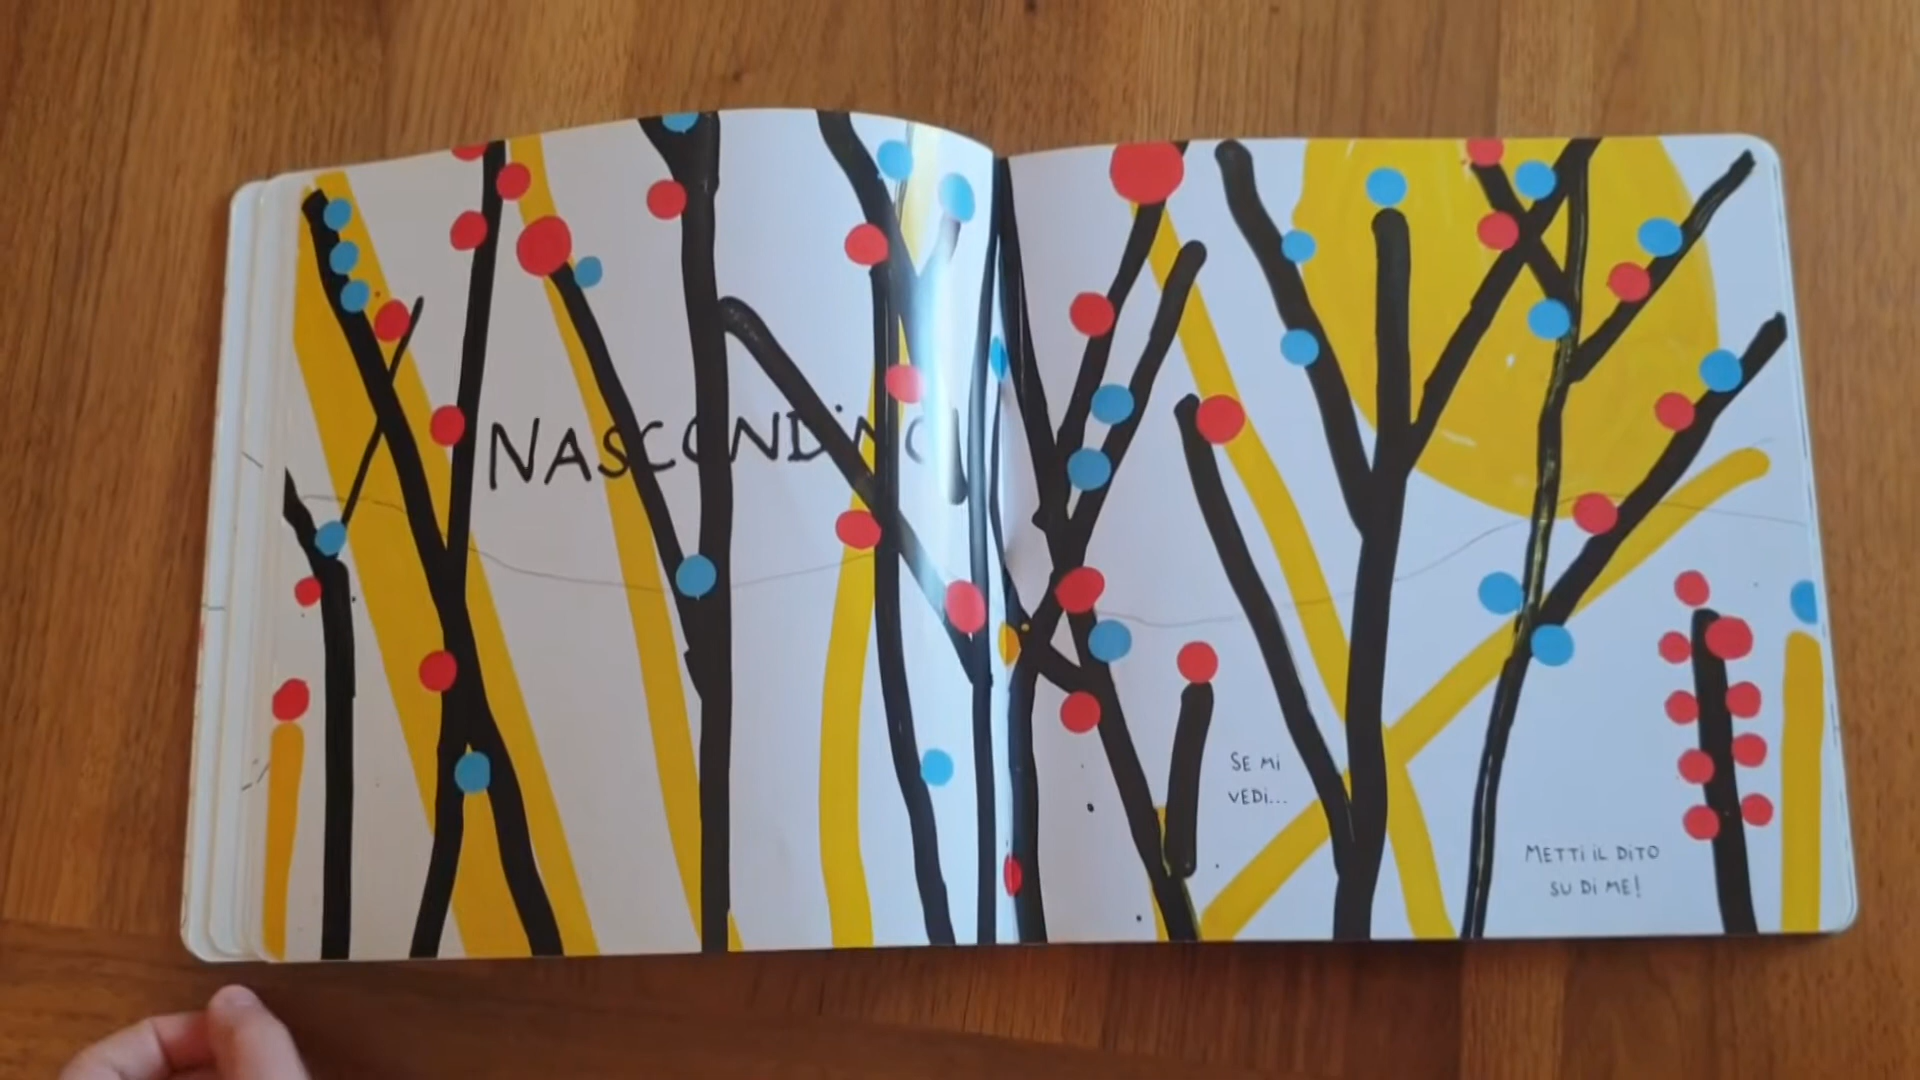 NASCONDiNO
SE Mi
VEDi...
METTi iL DiTO
SU Di ME!